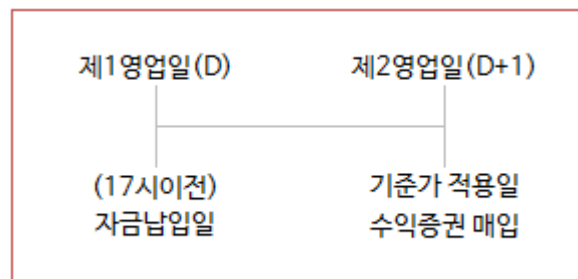 제1영업일(D)
제2영업일(D+1)
(17시이전)
자금납입일
기준가 적용일
수익증권 매입